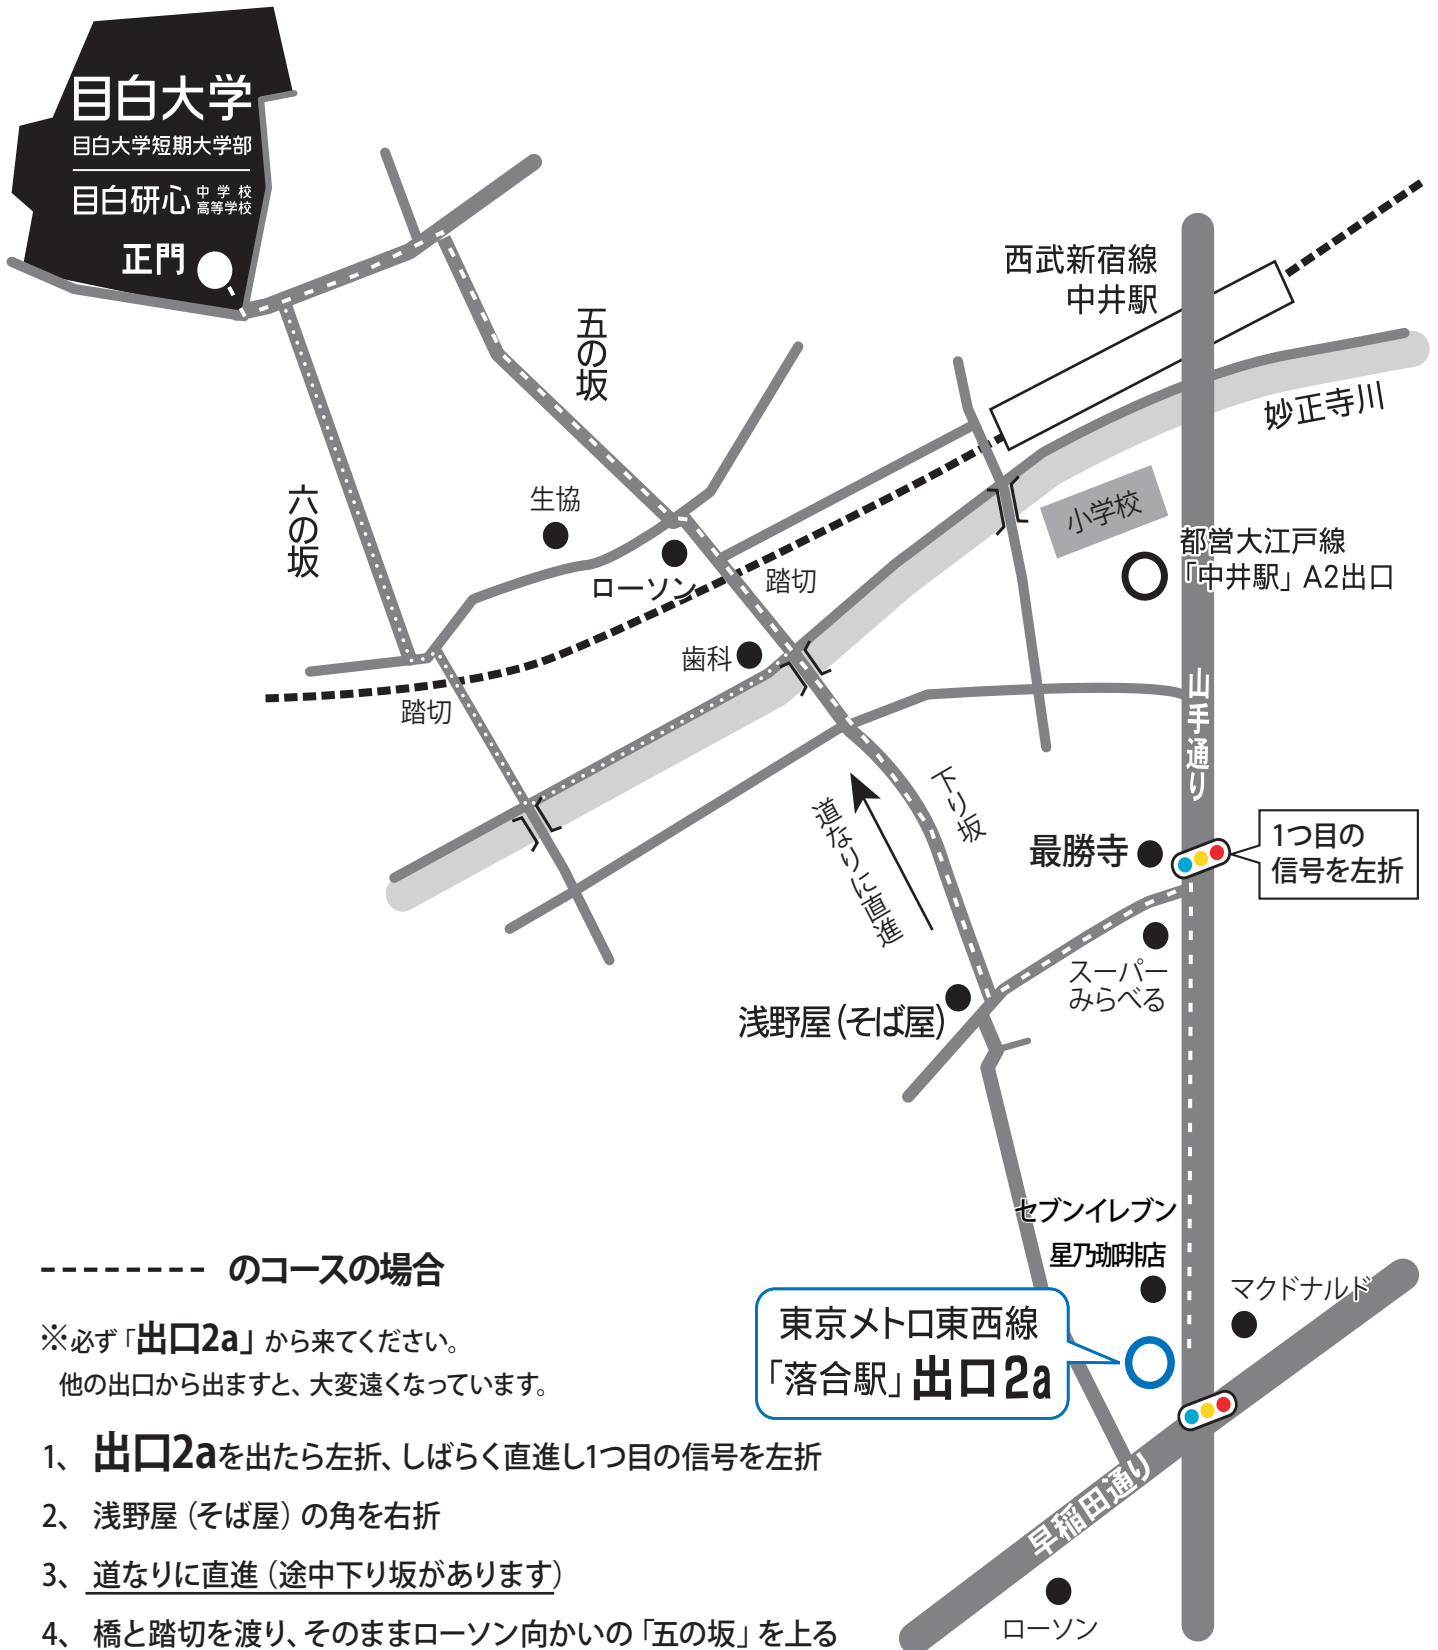 目白大学
目白大学短期大学部
目白研心 中学校
高等学校
正門
西武新宿線
中井駅
五の坂
妙正寺川
六の坂
生協
小学校
ローソン
踏切
都営大江戸線
「中井駅」A2出口
歯科
踏切
山手通り
下り坂
道なりに直進
最勝寺
1つ目の
信号を左折
スーパー
みらべる
浅野屋(そば屋)
セブンイレブン
星乃珈琲店
マクドナルド
東京メトロ東西線
「落合駅」出口2a
早稲田通り
ローソン
--------- のコースの場合
※必ず「出口2a」から来てください。
他の出口から出ますと、大変遠くなっています。
1、 出口2aを出たら左折、しばらく直進し1つ目の信号を左折
2、 浅野屋(そば屋)の角を右折
3、 道なりに直進(途中下り坂があります)
4、 橋と踏切を渡り、そのままローソン向かいの「五の坂」を上る